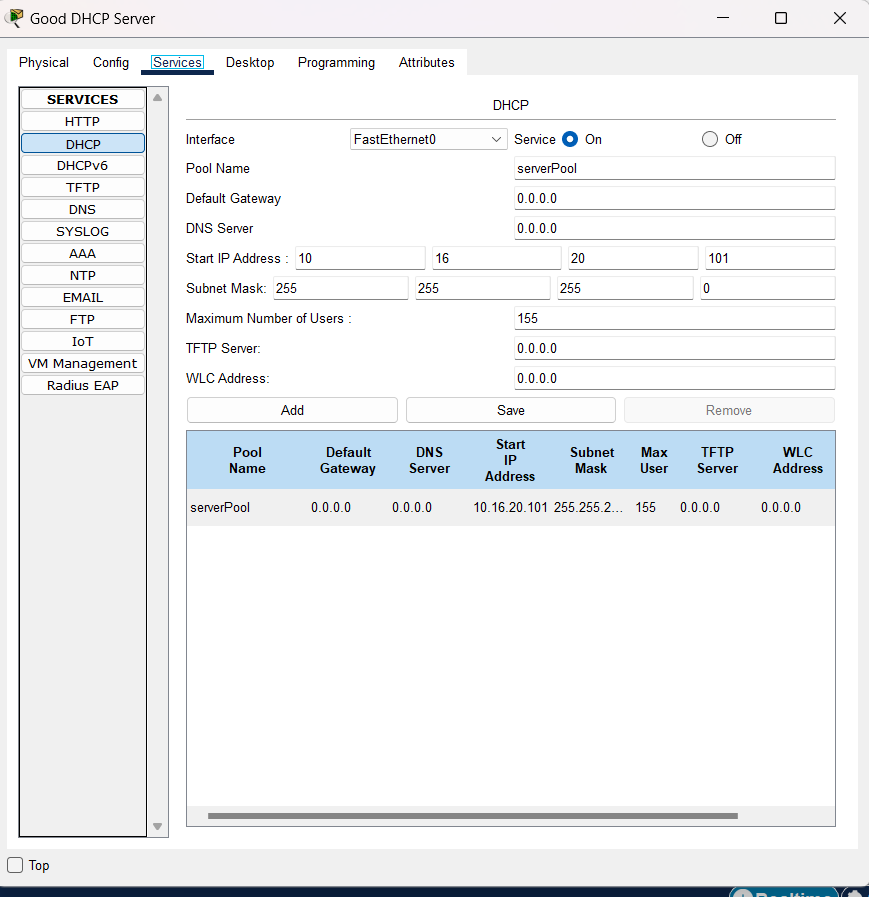 Good DHCP Server
Physical Config Services Desktop Programming Attributes
SERVICES
HTTP
DHCP
DHCPv6
TFTP
DNS
SYSLOG
AAA
NTP
EMAIL
FTP
IoT
VM Management
Radius EAP
DHCP
Interface FastEthernet0 Service On Off
Pool Name serverPool
Default Gateway 0.0.0.0
DNS Server 0.0.0.0
Start IP Address : 10 16 20 101
Subnet Mask: 255 255 255 0
Maximum Number of Users : 155
TFTP Server: 0.0.0.0
WLC Address: 0.0.0.0
Add Save Remove
Pool Name Default Gateway DNS Server Start IP Address Subnet Mask Max User TFTP Server WLC Address
serverPool 0.0.0.0 0.0.0.0 10.16.20.101 255.255.2... 155 0.0.0.0 0.0.0.0
Top
Realtime